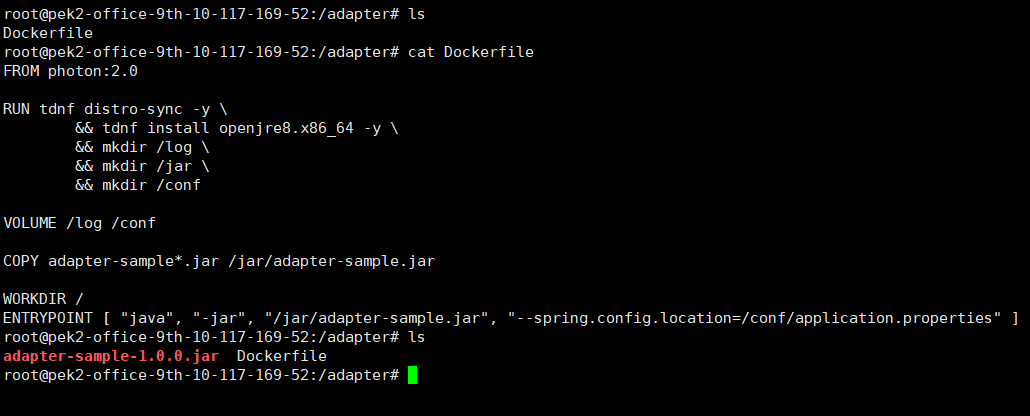 root@pek2-office-9th-10-117-169-52:/adapter# ls
Dockerfile
root@pek2-office-9th-10-117-169-52:/adapter# cat Dockerfile
FROM photon:2.0
RUN tdnf distro-sync -y \
&& tdnf install openjre8.x86_64 -y \
&& mkdir /log \
&& mkdir /jar \
&& mkdir /conf
VOLUME /log /conf
COPY adapter-sample*.jar /jar/adapter-sample.jar
WORKDIR /
ENTRYPOINT [ "java", "-jar", "/jar/adapter-sample.jar", "--spring.config.location=/conf/application.properties" ]
root@pek2-office-9th-10-117-169-52:/adapter# ls
adapter-sample-1.0.0.jar  Dockerfile
root@pek2-office-9th-10-117-169-52:/adapter#